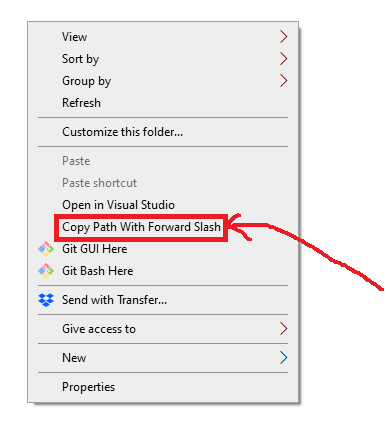 View
Sort by
Group by
Refresh
Customize this folder...
Paste
Paste shortcut
Open in Visual Studio
Copy Path With Forward Slash
Git GUI Here
Git Bash Here
Send with Transfer...
Give access to
New
Properties